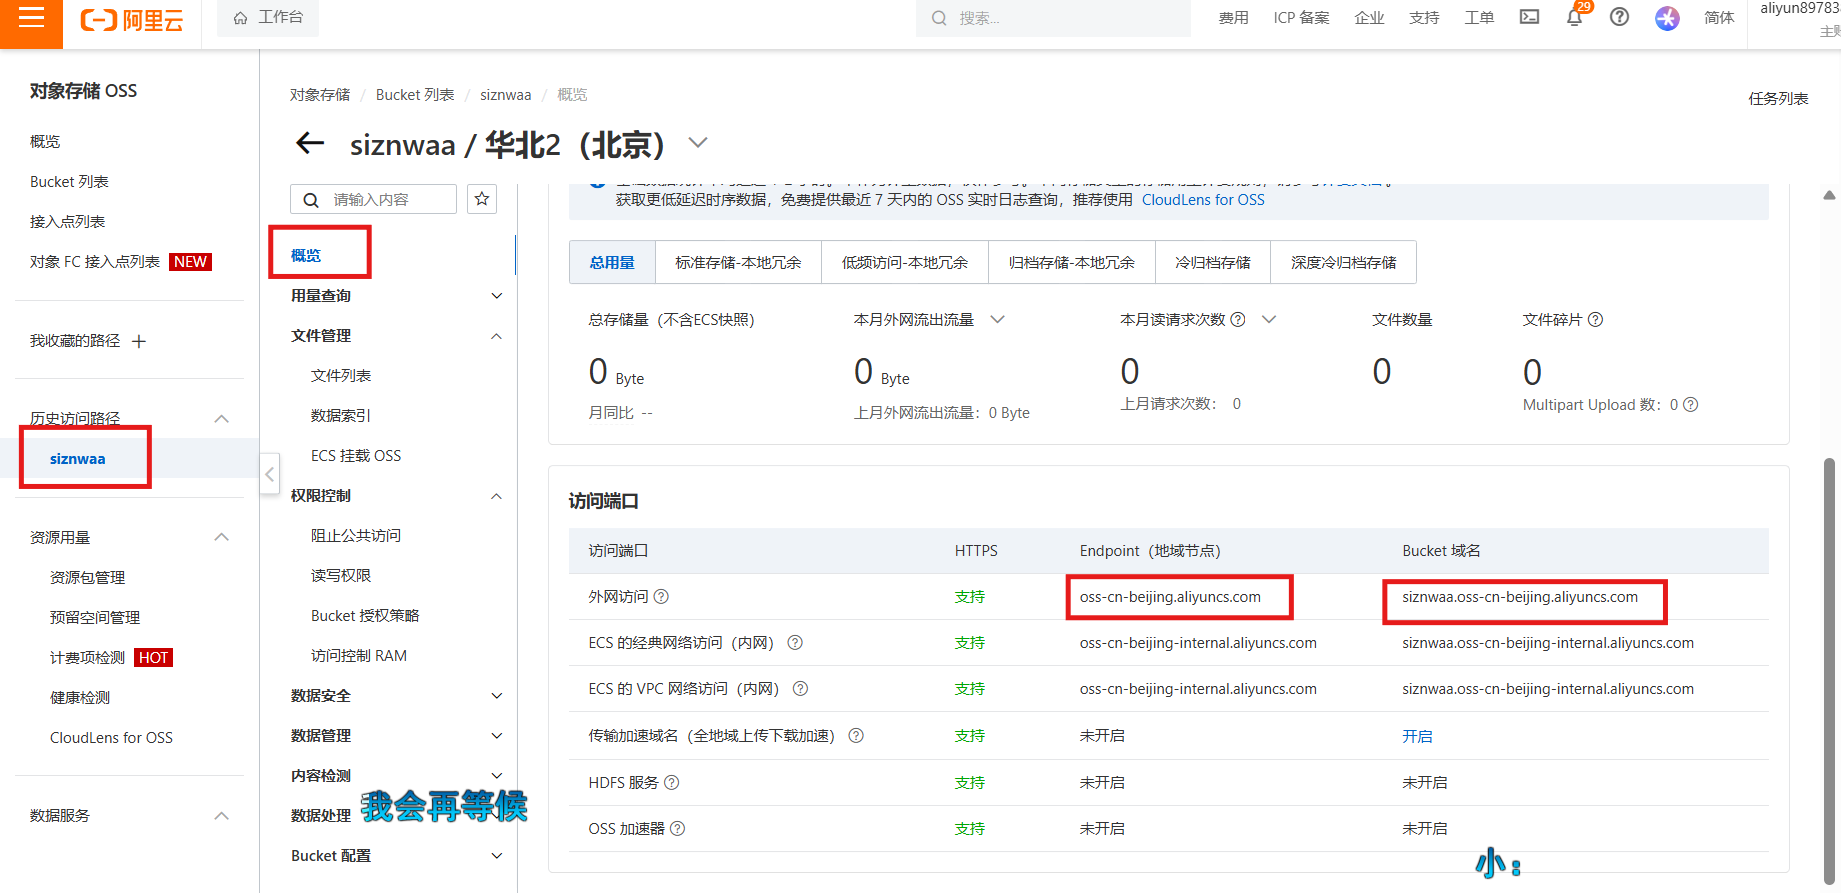 阿里云
工作台
搜索...
费用
ICP 备案
企业
支持
工单
29
简体
aliyun89783
对象存储 OSS
概览
Bucket 列表
接入点列表
对象 FC 接入点列表 NEW
我收藏的路径
历史访问路径
siznwaa
资源用量
资源包管理
预留空间管理
计费项检测 HOT
健康检测
CloudLens for OSS
数据服务
对象存储 / Bucket 列表 / siznwaa / 概览
任务列表
siznwaa / 华北2（北京）
请输入内容
概览
用量查询
文件管理
文件列表
数据索引
ECS 挂载 OSS
权限控制
阻止公共访问
读写权限
Bucket 授权策略
访问控制 RAM
数据安全
数据管理
内容检测
数据处理
Bucket 配置
获取更低延迟时序数据，免费提供最近 7 天内的 OSS 实时日志查询，推荐使用 CloudLens for OSS
总用量
标准存储-本地冗余
低频访问-本地冗余
归档存储-本地冗余
冷归档存储
深度冷归档存储
总存储量（不含ECS快照）
0 Byte
月同比 --
本月外网流出流量
0 Byte
上月外网流出流量：0 Byte
本月读请求次数
0
上月请求次数： 0
文件数量
0
文件碎片
0
Multipart Upload 数：0
访问端口
访问端口 HTTPS Endpoint（地域节点） Bucket 域名
外网访问 支持 oss-cn-beijing.aliyuncs.com siznwaa.oss-cn-beijing.aliyuncs.com
ECS 的经典网络访问（内网） 支持 oss-cn-beijing-internal.aliyuncs.com siznwaa.oss-cn-beijing-internal.aliyuncs.com
ECS 的 VPC 网络访问（内网） 支持 oss-cn-beijing-internal.aliyuncs.com siznwaa.oss-cn-beijing-internal.aliyuncs.com
传输加速域名（全地域上传下载加速） 支持 未开启 开启
HDFS 服务 支持 未开启 未开启
OSS 加速器 支持 未开启 未开启
我会再等候
小：